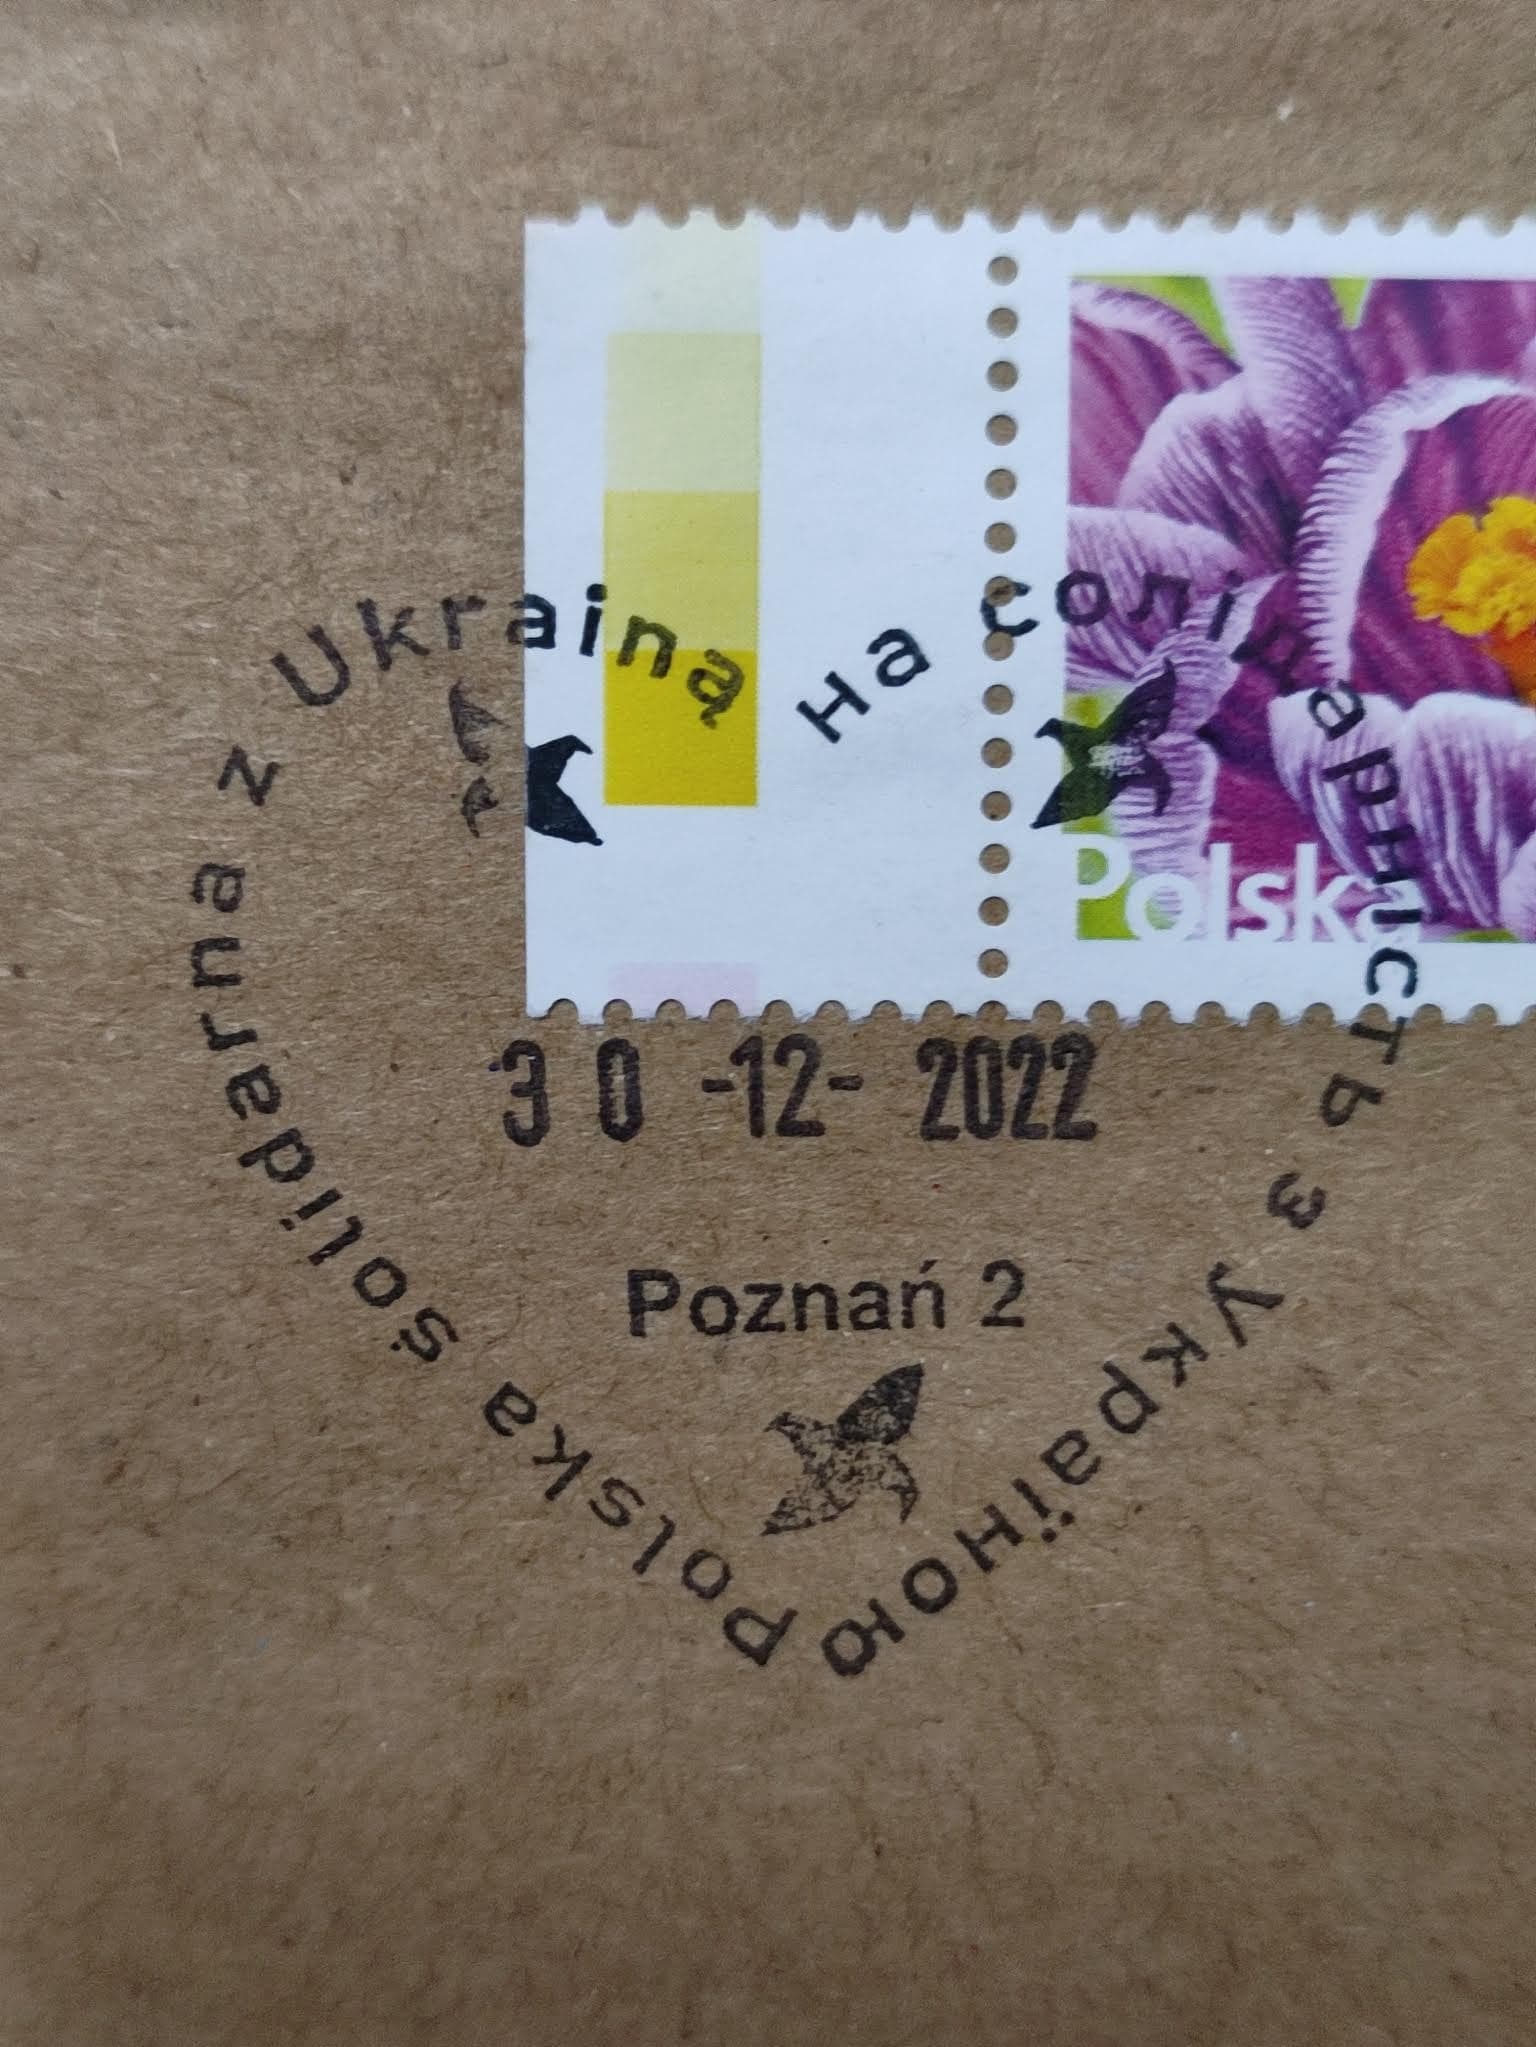 Polska solidarna z Ukrainą
на солідарність з Україною
Polska
30 -12- 2022
Poznań 2